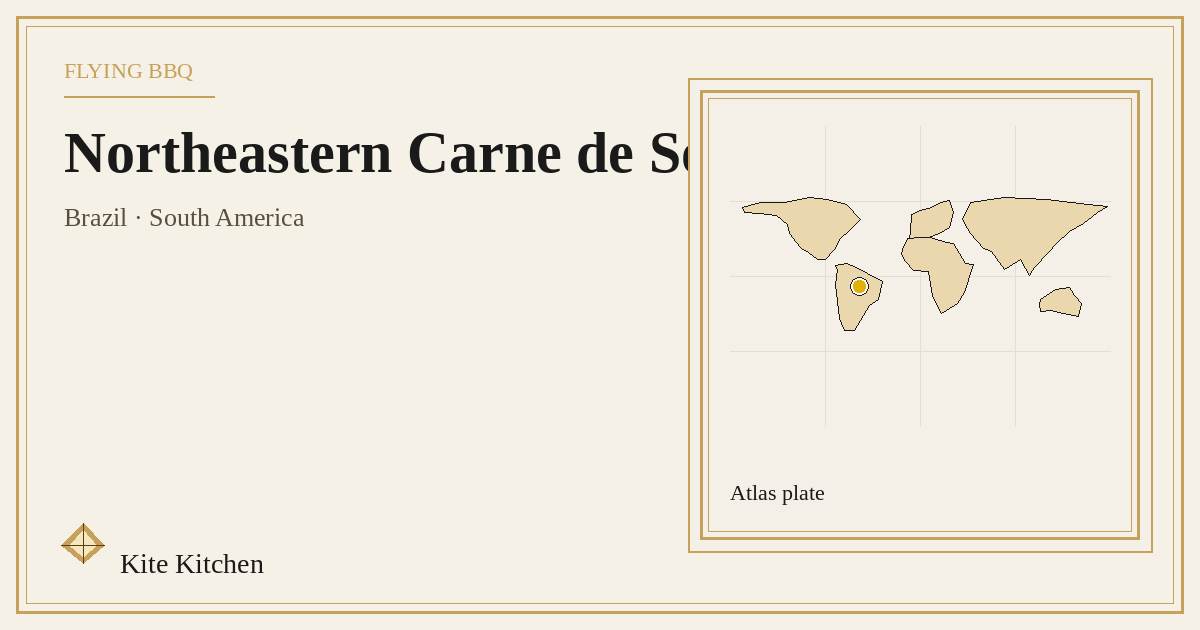 FLYING BBQ
Northeastern Carne de
Brazil · South America
Atlas plate
Kite Kitchen